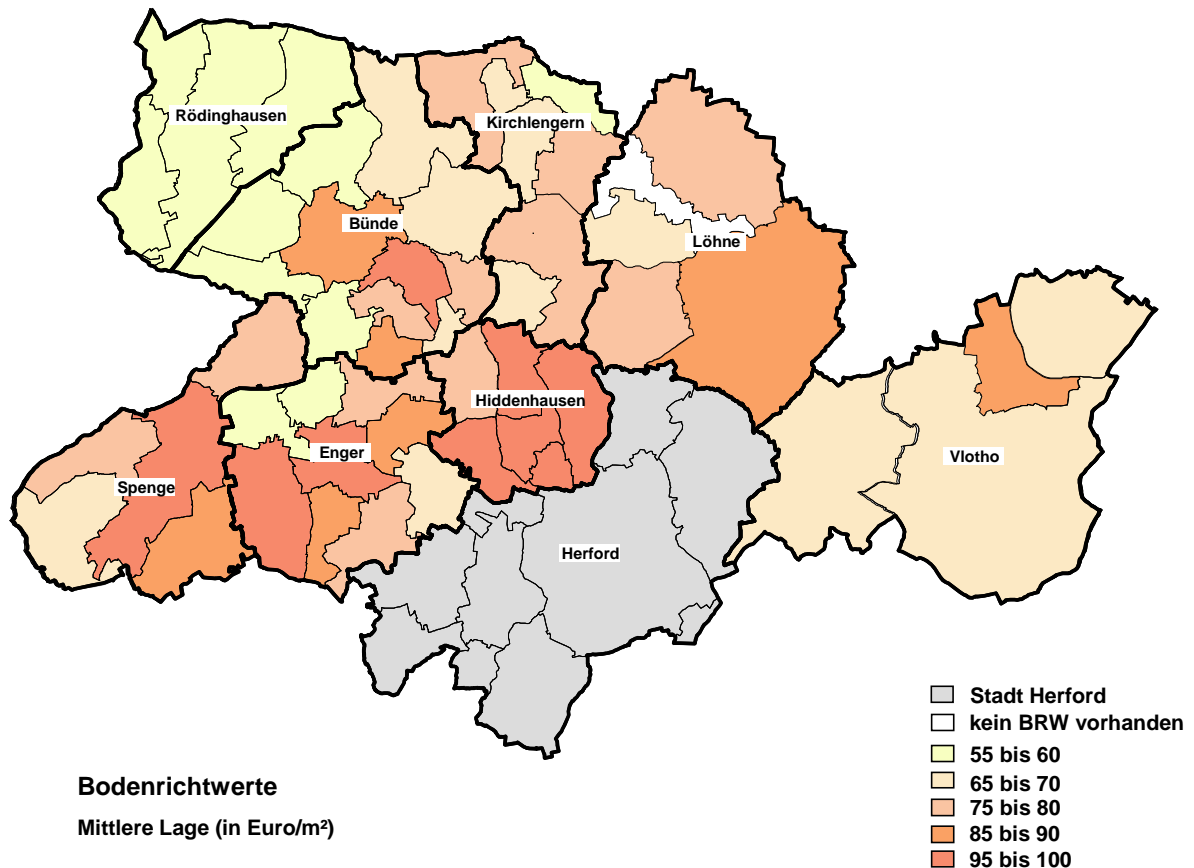 Rödinghausen
Kirchlengern
Bünde
Löhne
Hiddenhausen
Enger
Vlotho
Spenge
Herford
Stadt Herford
kein BRW vorhanden
55 bis 60
65 bis 70
75 bis 80
85 bis 90
95 bis 100
Bodenrichtwerte
Mittlere Lage (in Euro/m²)